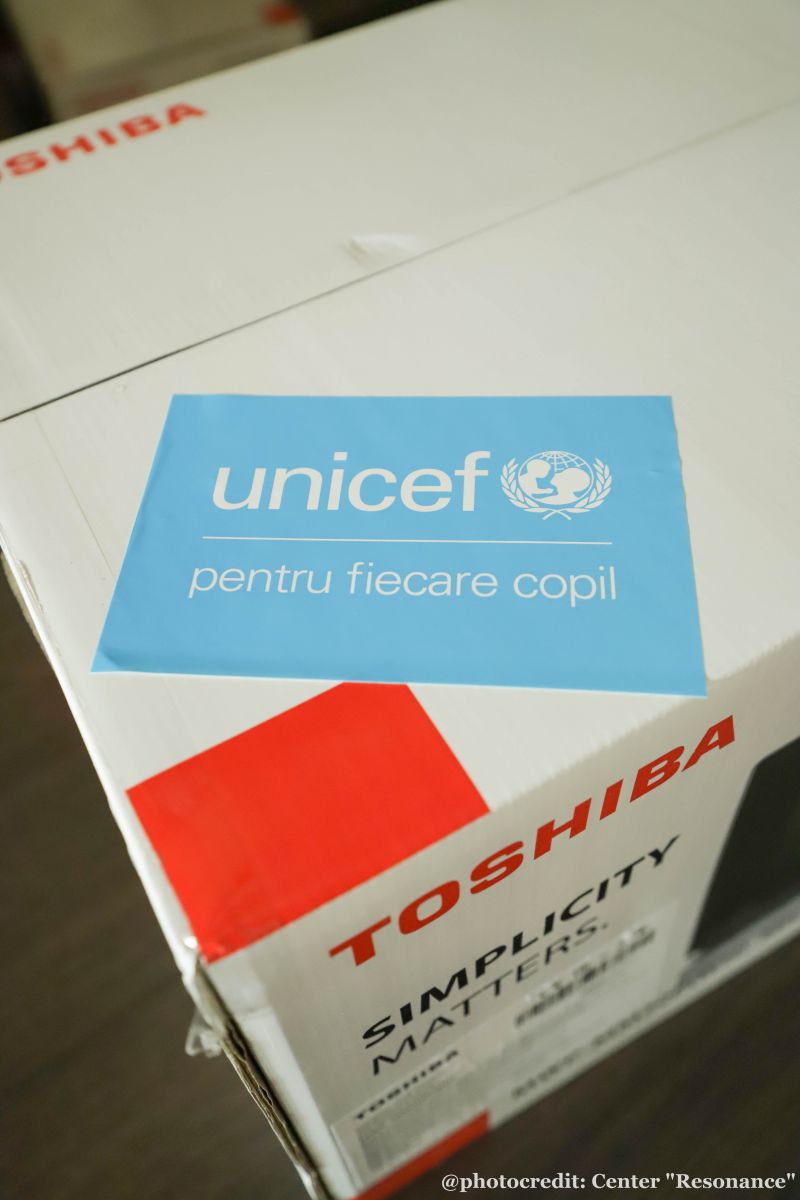 TOSHIBA
unicef
pentru fiecare copil
TOSHIBA
SIMPLICITY
MATTERS.
TOSHIBA
@photocredit: Center "Resonance"